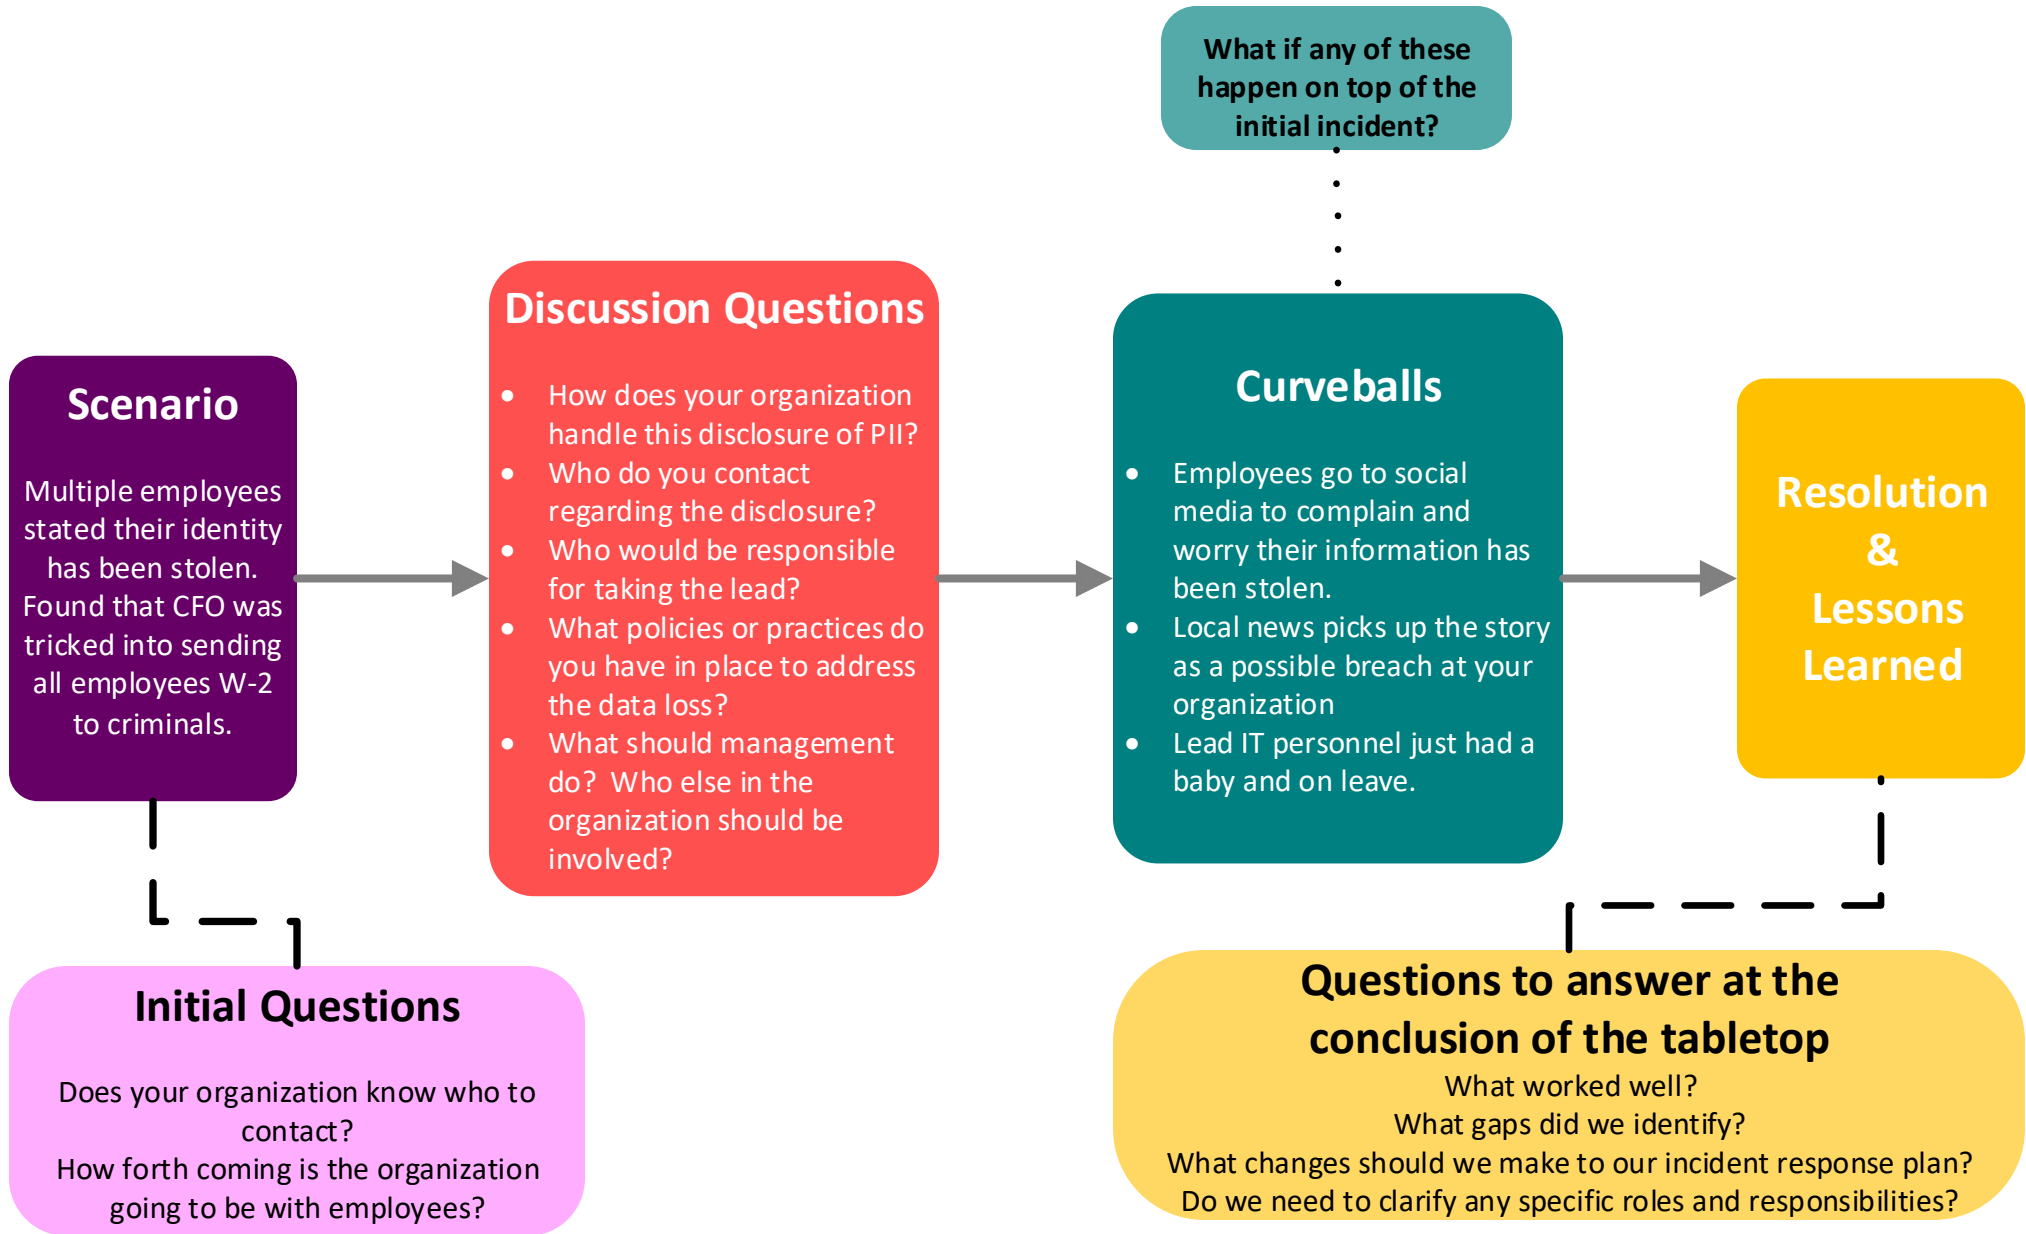 What if any of these
happen on top of the
initial incident?
Scenario
Multiple employees
stated their identity
has been stolen.
Found that CFO was
tricked into sending
all employees W-2
to criminals.
Initial Questions
Does your organization know who to
contact?
How forth coming is the organization
going to be with employees?
Discussion Questions
• How does your organization
handle this disclosure of PII?
• Who do you contact
regarding the disclosure?
• Who would be responsible
for taking the lead?
• What policies or practices do
you have in place to address
the data loss?
• What should management
do?  Who else in the
organization should be
involved?
Curveballs
• Employees go to social
media to complain and
worry their information has
been stolen.
• Local news picks up the story
as a possible breach at your
organization
• Lead IT personnel just had a
baby and on leave.
Resolution
&
Lessons
Learned
Questions to answer at the
conclusion of the tabletop
What worked well?
What gaps did we identify?
What changes should we make to our incident response plan?
Do we need to clarify any specific roles and responsibilities?